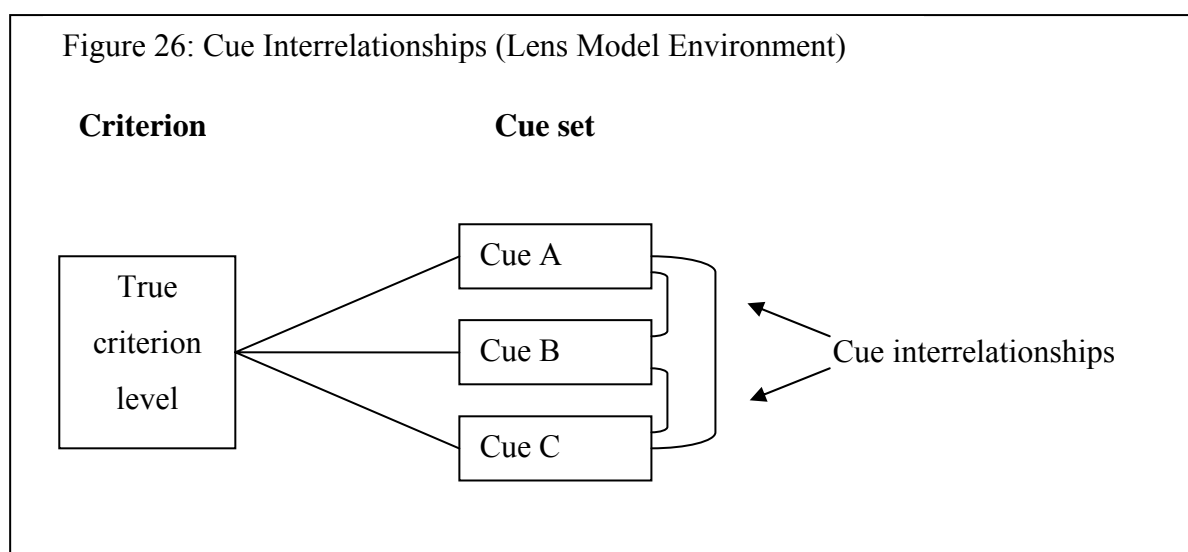 Figure 26: Cue Interrelationships (Lens Model Environment)
Criterion
Cue set
True
criterion
level
Cue A
Cue B
Cue C
Cue interrelationships